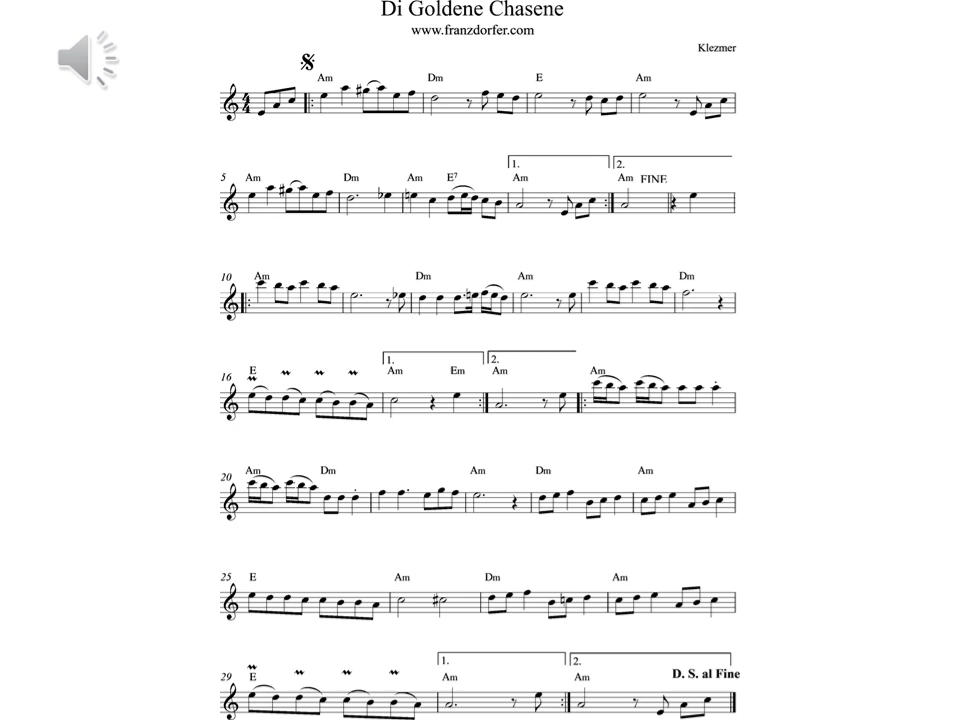 Di Goldene Chasene
www.franzdorfer.com
Klezmer
Am Dm E Am
5 Am Dm Am E7 1. Am 2. Am FINE
10 Am Dm Am Dm
16 E 1. Am Em 2. Am Am
20 Am Dm Am Dm Am
25 E Am Dm Am
29 E 1. Am 2. Am D. S. al Fine